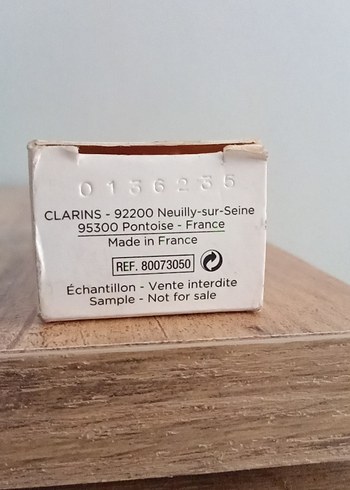 0136235
CLARINS - 92200 Neuilly-sur-Seine
95300 Pontoise - France
Made in France
REF. 80073050
Échantillon - Vente interdite
Sample - Not for sale